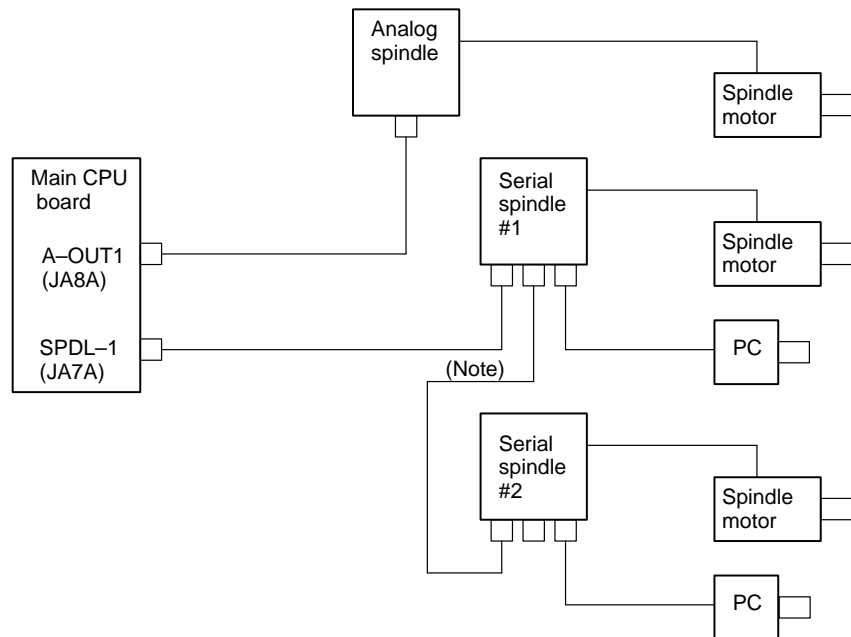 Analog
spindle
Spindle
motor
Main CPU
board
A–OUT1
(JA8A)
SPDL–1
(JA7A)
Serial
spindle
#1
Spindle
motor
PC
(Note)
Serial
spindle
#2
Spindle
motor
PC